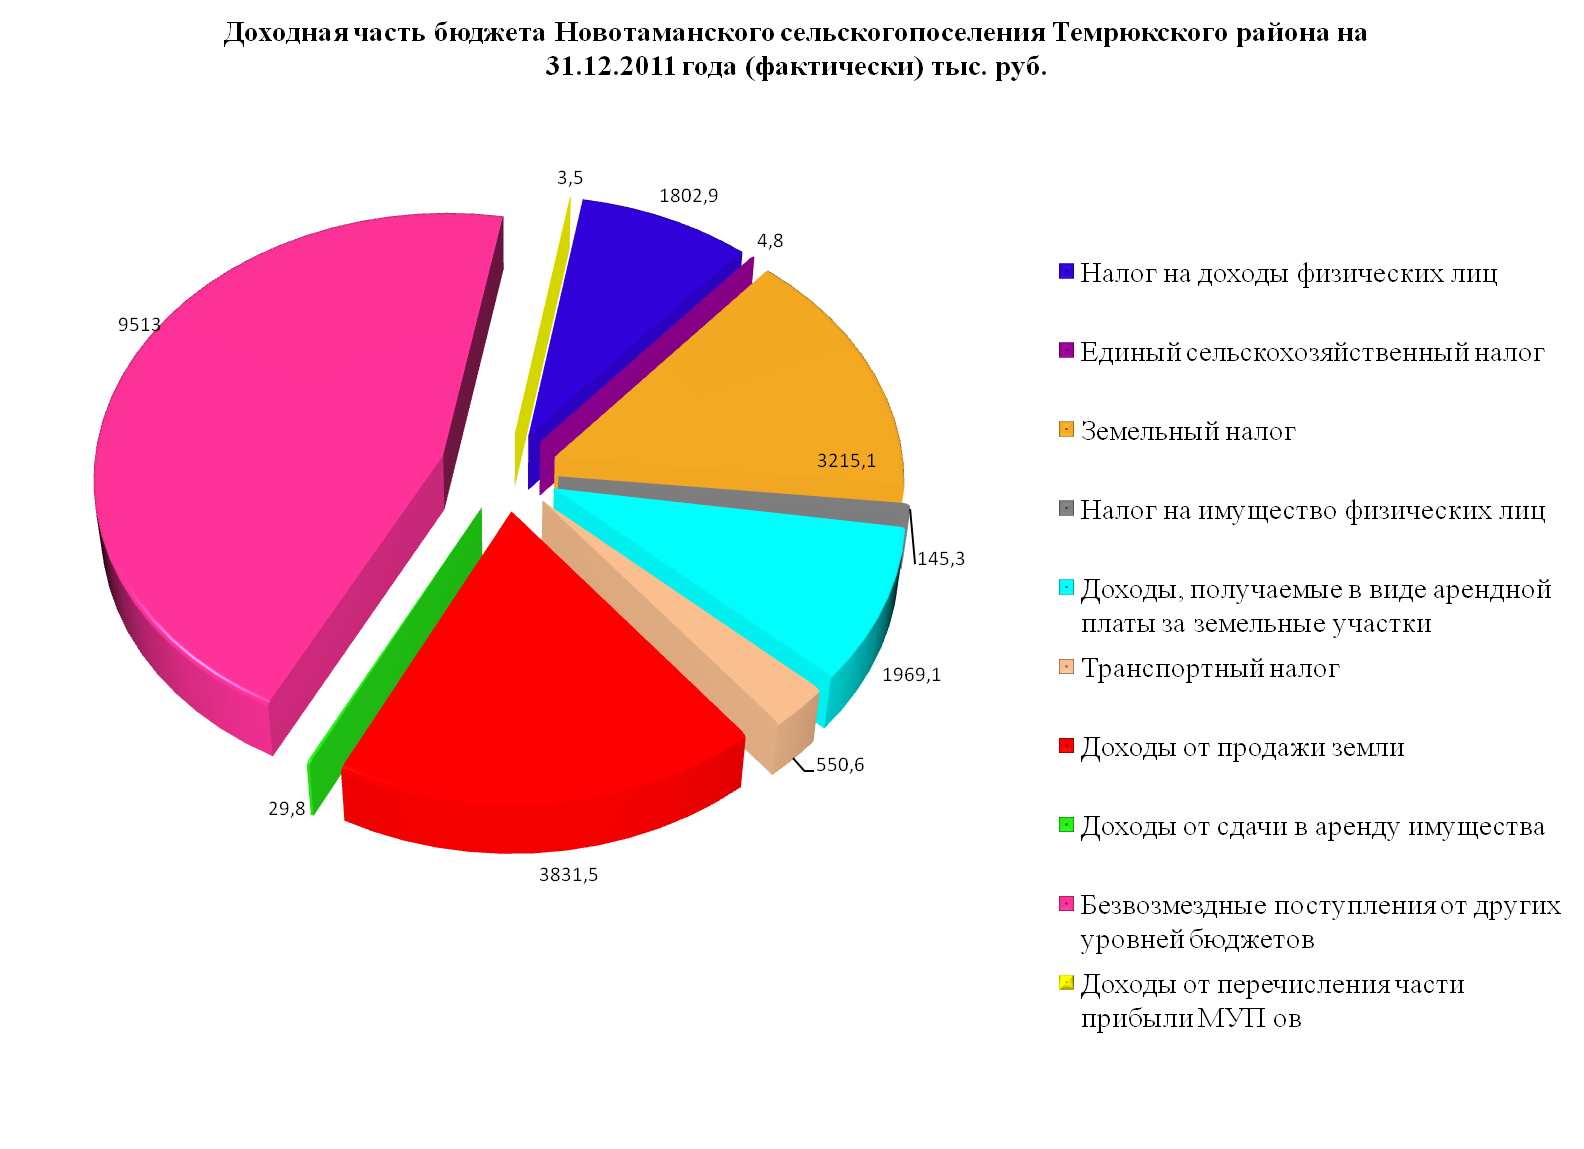 Доходная часть бюджета Новотаманского сельскогопоселения Темрюкского района на
31.12.2011 года (фактически) тыс. руб.
3,5
1802,9
4,8
9513
3215,1
145,3
1969,1
550,6
29,8
3831,5
Налог на доходы физических лиц
Единый сельскохозяйственный налог
Земельный налог
Налог на имущество физических лиц
Доходы, получаемые в виде арендной
платы за земельные участки
Транспортный налог
Доходы от продажи земли
Доходы от сдачи в аренду имущества
Безвозмездные поступления от других
уровней бюджетов
Доходы от перечисления части
прибыли МУП ов